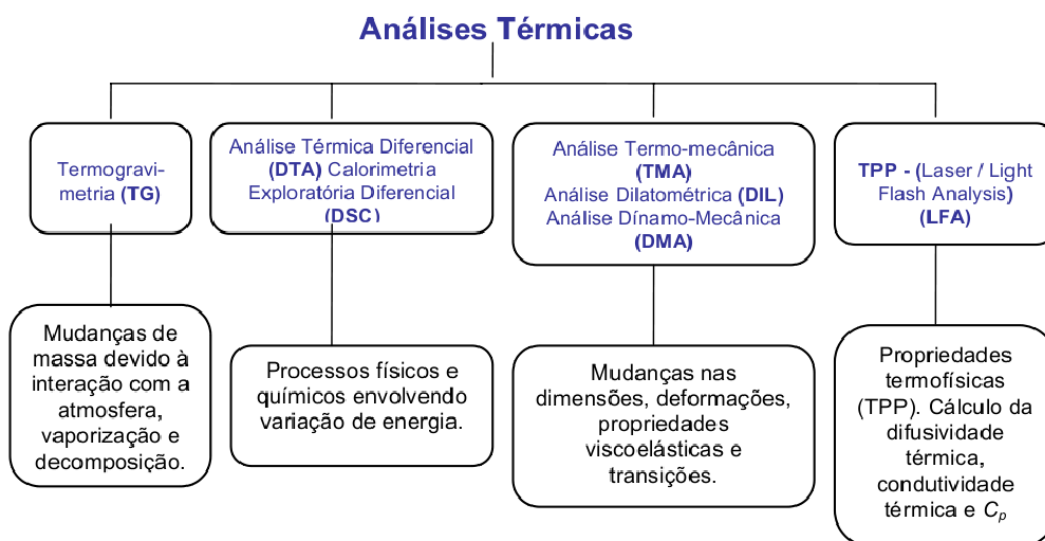 Análises Térmicas
Termogravi-
metria (TG)
Análise Térmica Diferencial
(DTA) Calorimetria
Exploratória Diferencial
(DSC)
Análise Termo-mecânica
(TMA)
Análise Dilatométrica (DIL)
Análise Dínamo-Mecânica
(DMA)
TPP - (Laser / Light
Flash Analysis)
(LFA)
Mudanças de
massa devido à
interação com a
atmosfera,
vaporização e
decomposição.
Processos físicos e
químicos envolvendo
variação de energia.
Mudanças nas
dimensões, deformações,
propriedades
viscoelásticas e
transições.
Propriedades
termofísicas
(TPP). Cálculo da
difusividade
térmica,
condutividade
térmica e Cp